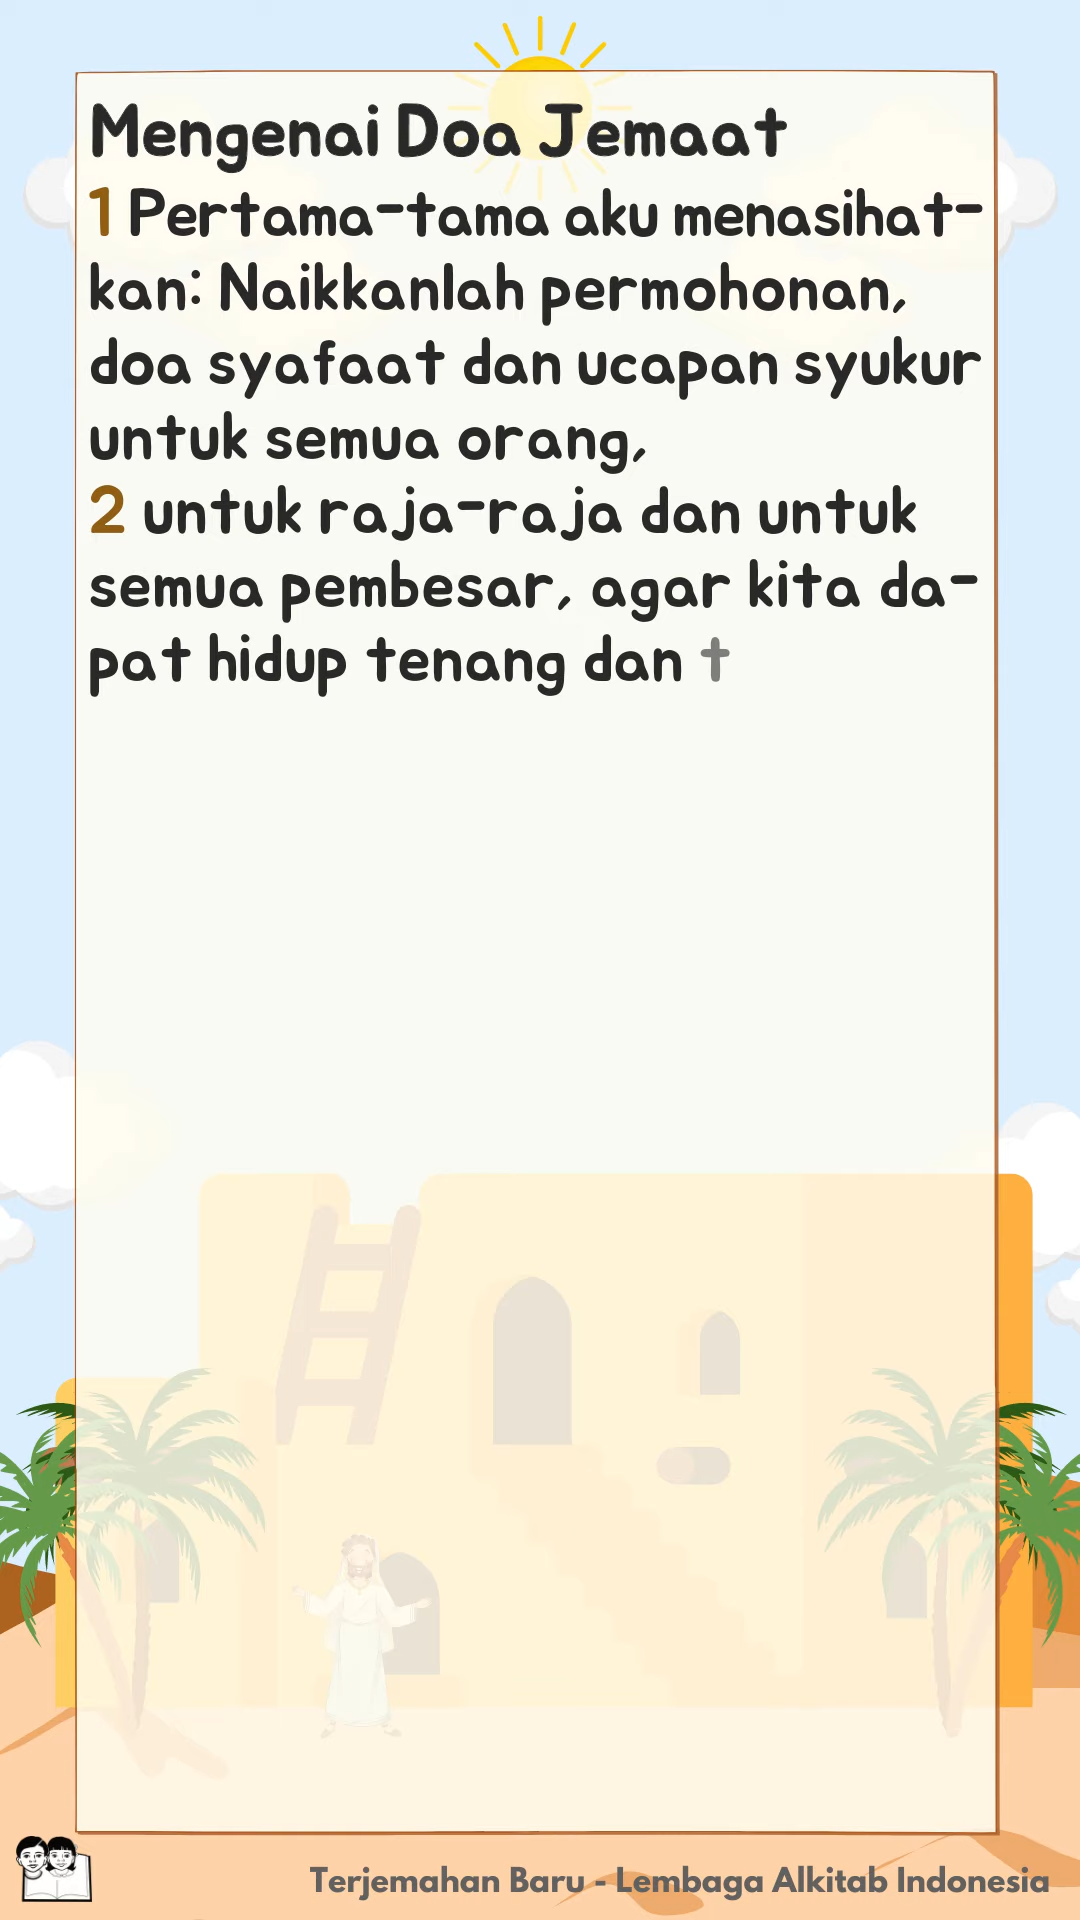 Mengenai Doa Jemaat
1 Pertama-tama aku menasihat-
kan: Naikkanlah permohonan,
doa syafaat dan ucapan syukur
untuk semua orang,
2 untuk raja-raja dan untuk
semua pembesar, agar kita da-
pat hidup tenang dan t
Terjemahan Baru - Lembaga Alkitab Indonesia